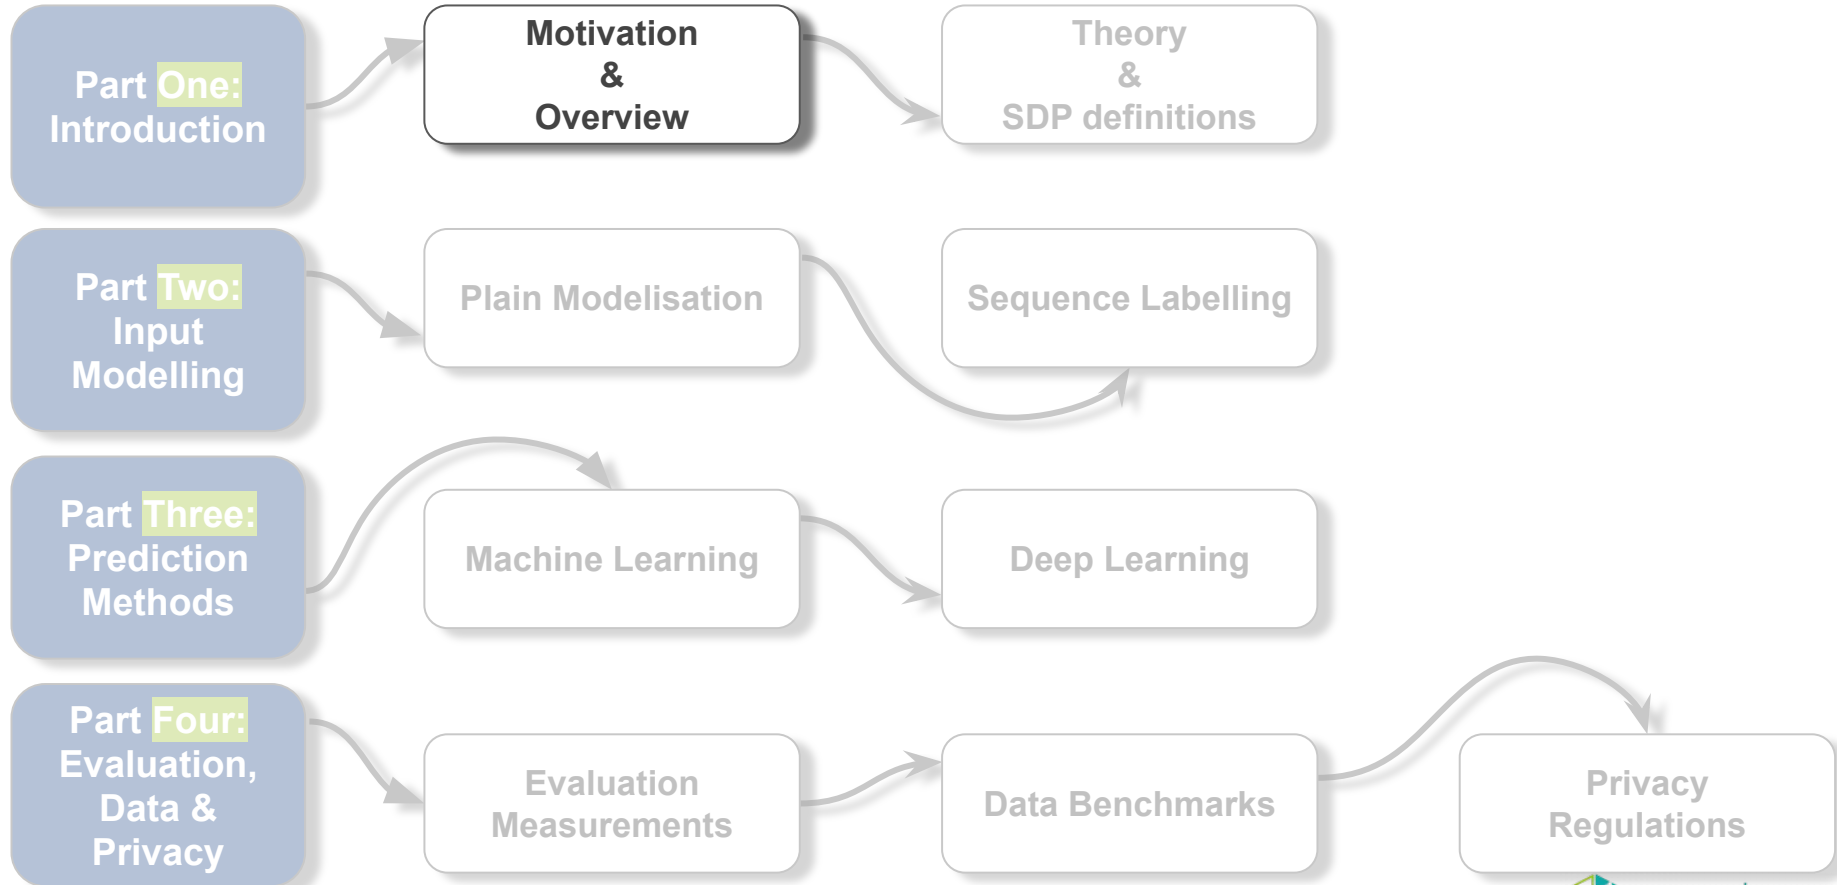 Part One:
Introduction
Motivation
&
Overview
Theory
&
SDP definitions
Part Two:
Input
Modelling
Plain Modelisation
Sequence Labelling
Part Three:
Prediction
Methods
Machine Learning
Deep Learning
Part Four:
Evaluation,
Data &
Privacy
Evaluation
Measurements
Data Benchmarks
Privacy
Regulations